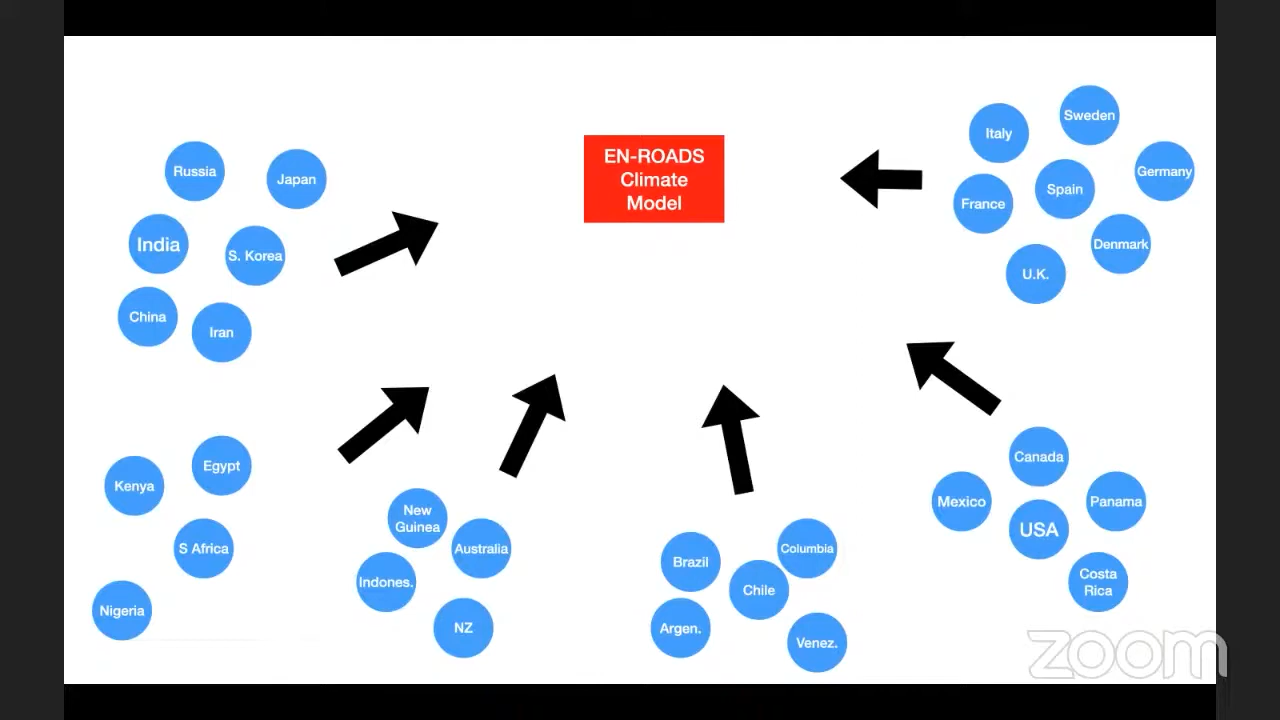 EN-ROADS
Climate
Model
Russia
Japan
India
S. Korea
China
Iran
Italy
Sweden
Germany
Spain
France
Denmark
U.K.
Kenya
Egypt
S Africa
Nigeria
New
Guinea
Australia
Indones.
NZ
Brazil
Columbia
Chile
Argen.
Venez.
Canada
Mexico
Panama
USA
Costa
Rica
zoom